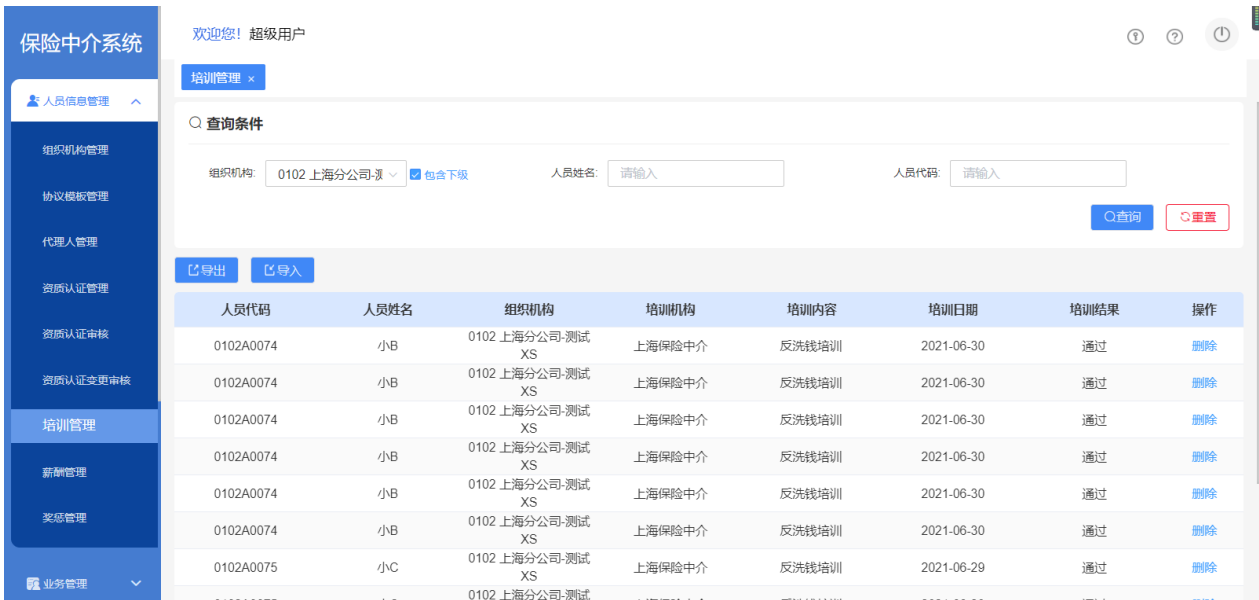 保险中介系统
欢迎您！超级用户
培训管理 ×
人员信息管理
组织机构管理
协议模板管理
代理人管理
资质认证管理
资质认证审核
资质认证变更审核
培训管理
薪酬管理
奖惩管理
业务管理
查询条件
组织机构: 0102 上海分公司-测 包含下级 人员姓名: 请输入 人员代码: 请输入
查询 重置
导出 导入
人员代码 人员姓名 组织机构 培训机构 培训内容 培训日期 培训结果 操作
0102A0074 小B 0102 上海分公司-测试XS 上海保险中介 反洗钱培训 2021-06-30 通过 删除
0102A0074 小B 0102 上海分公司-测试XS 上海保险中介 反洗钱培训 2021-06-30 通过 删除
0102A0074 小B 0102 上海分公司-测试XS 上海保险中介 反洗钱培训 2021-06-30 通过 删除
0102A0074 小B 0102 上海分公司-测试XS 上海保险中介 反洗钱培训 2021-06-30 通过 删除
0102A0074 小B 0102 上海分公司-测试XS 上海保险中介 反洗钱培训 2021-06-30 通过 删除
0102A0074 小B 0102 上海分公司-测试XS 上海保险中介 反洗钱培训 2021-06-30 通过 删除
0102A0075 小C 0102 上海分公司-测试XS 上海保险中介 反洗钱培训 2021-06-29 通过 删除
0102 上海分公司-测试